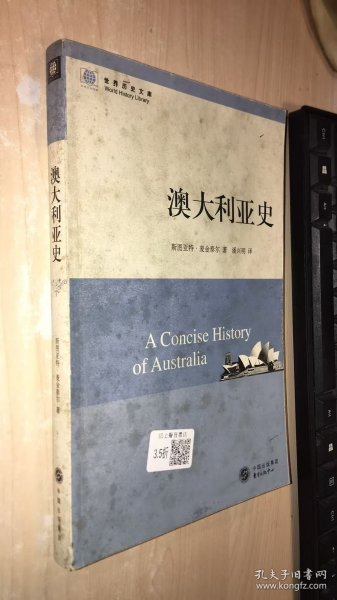 世界历史文库
World History Library
澳大利亚史
斯图亚特·麦金泰尔 著 潘兴明 译
A Concise History
of Australia
3.5折
中国出版集团
东方出版中心
澳大利亚史
斯图亚特·麦金泰尔 著
孔夫子旧书网
www.kongfz.com